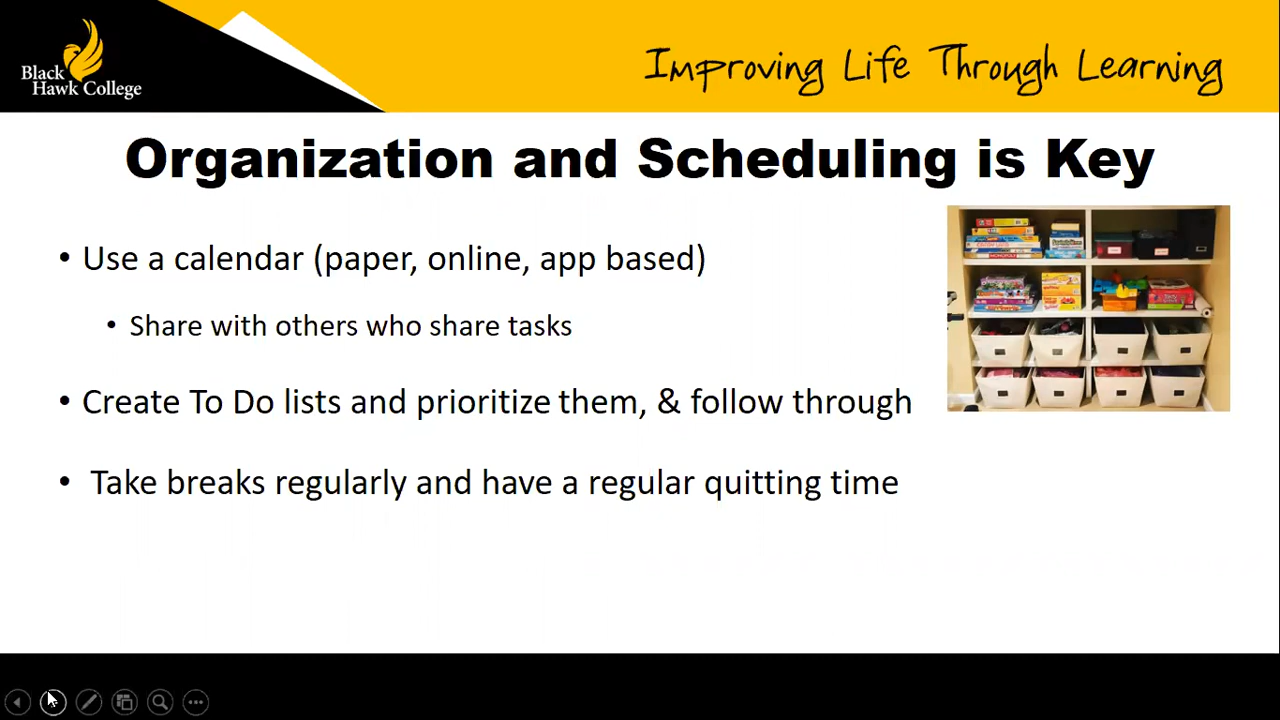 Black
Hawk College
Improving Life Through Learning
Organization and Scheduling is Key
• Use a calendar (paper, online, app based)
• Share with others who share tasks
• Create To Do lists and prioritize them, & follow through
• Take breaks regularly and have a regular quitting time
MONOPOLY